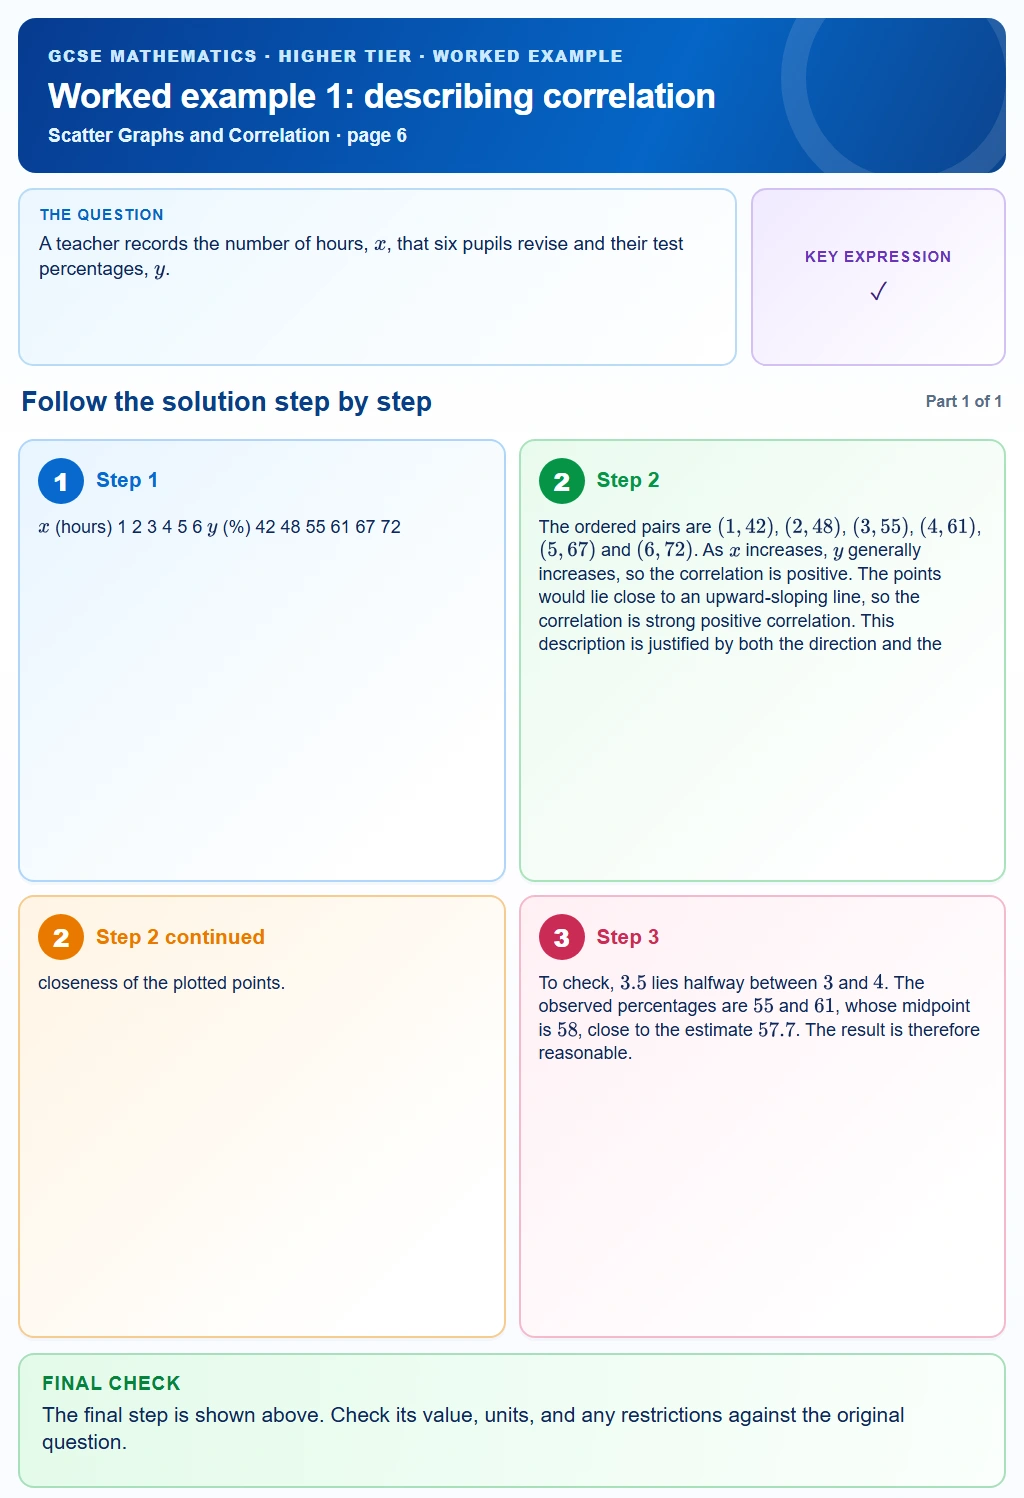 GCSE MATHEMATICS · HIGHER TIER · WORKED EXAMPLE
Worked example 1: describing correlation
Scatter Graphs and Correlation · page 6
THE QUESTION
A teacher records the number of hours, x, that six pupils revise and their test
percentages, y.
KEY EXPRESSION
✓
Follow the solution step by step
Part 1 of 1
1 Step 1
x (hours) 1 2 3 4 5 6 y (%) 42 48 55 61 67 72
2 Step 2
The ordered pairs are (1, 42), (2, 48), (3, 55), (4, 61),
(5, 67) and (6, 72). As x increases, y generally
increases, so the correlation is positive. The points
would lie close to an upward-sloping line, so the
correlation is strong positive correlation. This
description is justified by both the direction and the
2 Step 2 continued
closeness of the plotted points.
3 Step 3
To check, 3.5 lies halfway between 3 and 4. The
observed percentages are 55 and 61, whose midpoint
is 58, close to the estimate 57.7. The result is therefore
reasonable.
FINAL CHECK
The final step is shown above. Check its value, units, and any restrictions against the original
question.